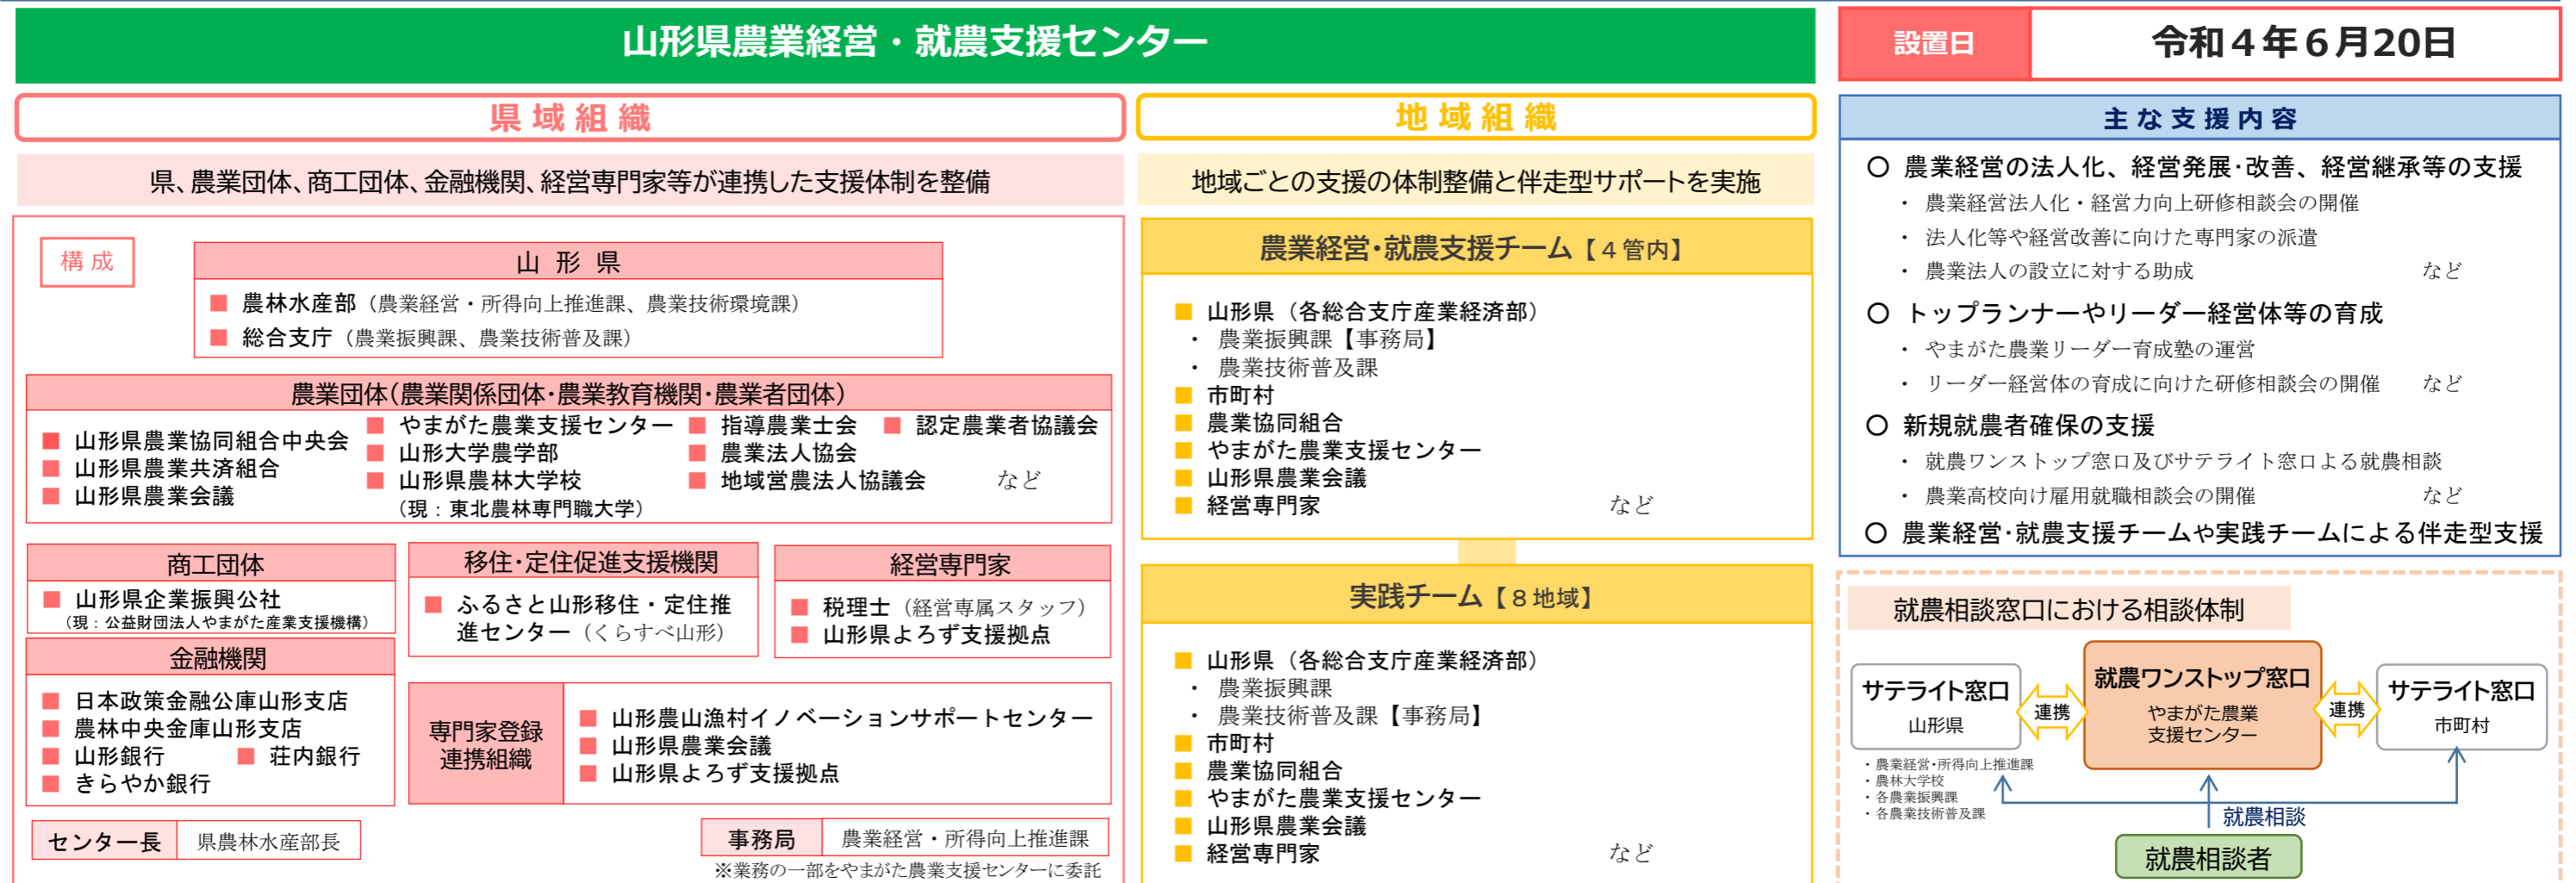 山形県農業経営・就農支援センター
設置日
令和４年６月20日
県域組織
県、農業団体、商工団体、金融機関、経営専門家等が連携した支援体制を整備
構成
山形県
農林水産部（農業経営・所得向上推進課、農業技術環境課）
総合支庁（農業振興課、農業技術普及課）
農業団体（農業関係団体・農業教育機関・農業者団体）
山形県農業協同組合中央会
山形県農業共済組合
山形県農業会議
やまがた農業支援センター
山形大学農学部
山形県農林大学校
（現：東北農林専門職大学）
指導農業士会
農業法人協会
地域営農法人協議会
認定農業者協議会
など
商工団体
山形県企業振興公社
（現：公益財団法人やまがた産業支援機構）
移住・定住促進支援機関
ふるさと山形移住・定住推
進センター（くらすべ山形）
経営専門家
税理士（経営専属スタッフ）
山形県よろず支援拠点
金融機関
日本政策金融公庫山形支店
農林中央金庫山形支店
山形銀行
荘内銀行
きらやか銀行
専門家登録
連携組織
山形農山漁村イノベーションサポートセンター
山形県農業会議
山形県よろず支援拠点
センター長
県農林水産部長
事務局
農業経営・所得向上推進課
※業務の一部をやまがた農業支援センターに委託
地域組織
地域ごとの支援の体制整備と伴走型サポートを実施
農業経営・就農支援チーム【４管内】
山形県（各総合支庁産業経済部）
・ 農業振興課【事務局】
・ 農業技術普及課
市町村
農業協同組合
やまがた農業支援センター
山形県農業会議
経営専門家 など
実践チーム【８地域】
山形県（各総合支庁産業経済部）
・ 農業振興課
・ 農業技術普及課【事務局】
市町村
農業協同組合
やまがた農業支援センター
山形県農業会議
経営専門家 など
主な支援内容
〇 農業経営の法人化、経営発展・改善、経営継承等の支援
・ 農業経営法人化・経営力向上研修相談会の開催
・ 法人化等や経営改善に向けた専門家の派遣
・ 農業法人の設立に対する助成 など
〇 トップランナーやリーダー経営体等の育成
・ やまがた農業リーダー育成塾の運営
・ リーダー経営体の育成に向けた研修相談会の開催 など
〇 新規就農者確保の支援
・ 就農ワンストップ窓口及びサテライト窓口よる就農相談
・ 農業高校向け雇用就職相談会の開催 など
〇 農業経営・就農支援チームや実践チームによる伴走型支援
就農相談窓口における相談体制
サテライト窓口
山形県
連携
就農ワンストップ窓口
やまがた農業
支援センター
連携
サテライト窓口
市町村
・農業経営・所得向上推進課
・農林大学校
・各農業振興課
・各農業技術普及課
就農相談
就農相談者